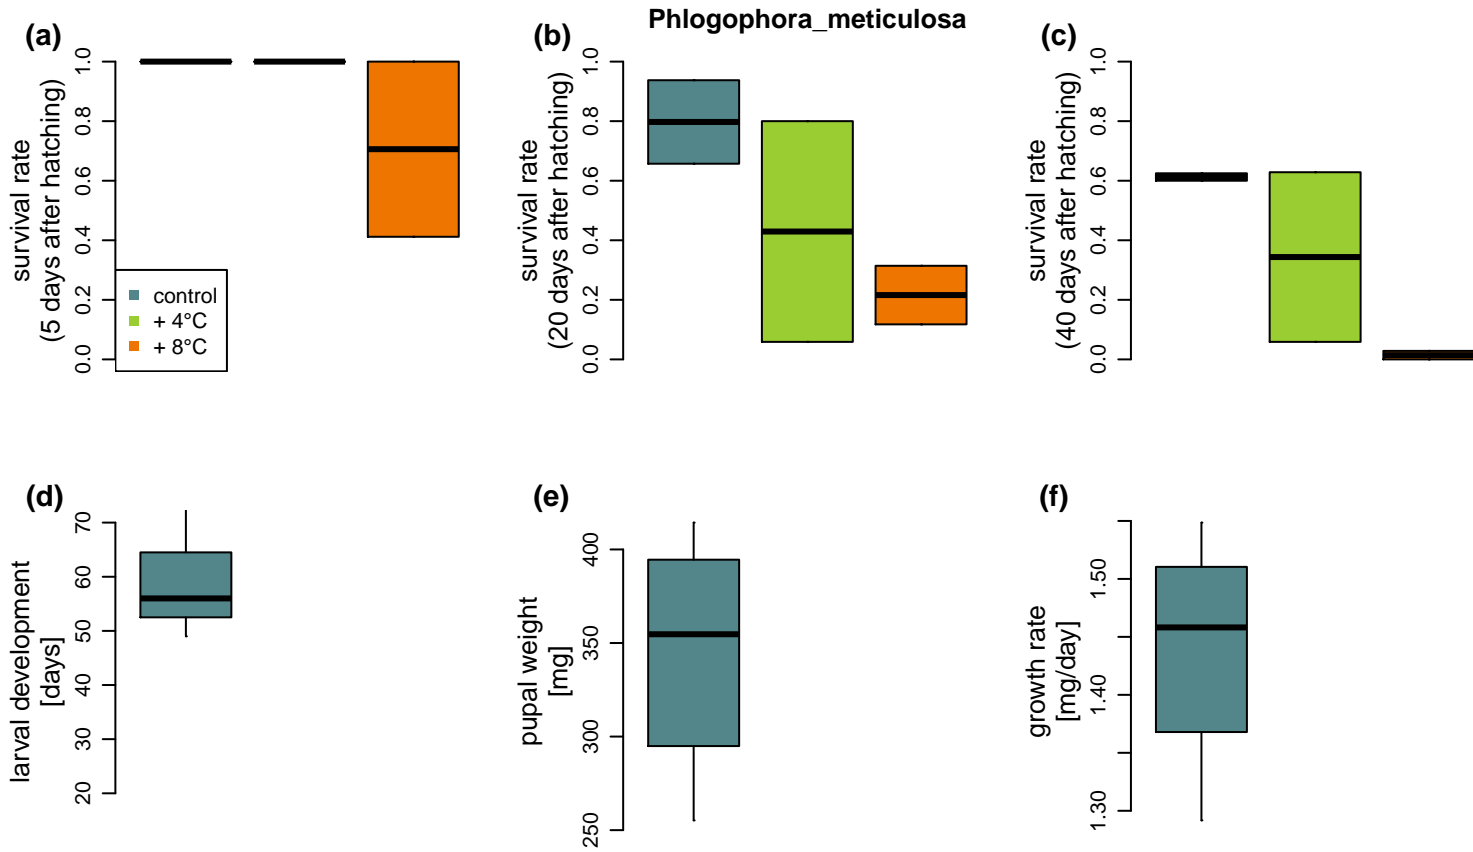 Phlogophora_meticulosa
(a)
survival rate
(5 days after hatching)
0.0 0.2 0.4 0.6 0.8 1.0
control
+ 4°C
+ 8°C
(b)
survival rate
(20 days after hatching)
0.0 0.2 0.4 0.6 0.8 1.0
(c)
survival rate
(40 days after hatching)
0.0 0.2 0.4 0.6 0.8 1.0
(d)
larval development
[days]
20 30 40 50 60 70
(e)
pupal weight
[mg]
250 300 350 400
(f)
growth rate
[mg/day]
1.30 1.40 1.50